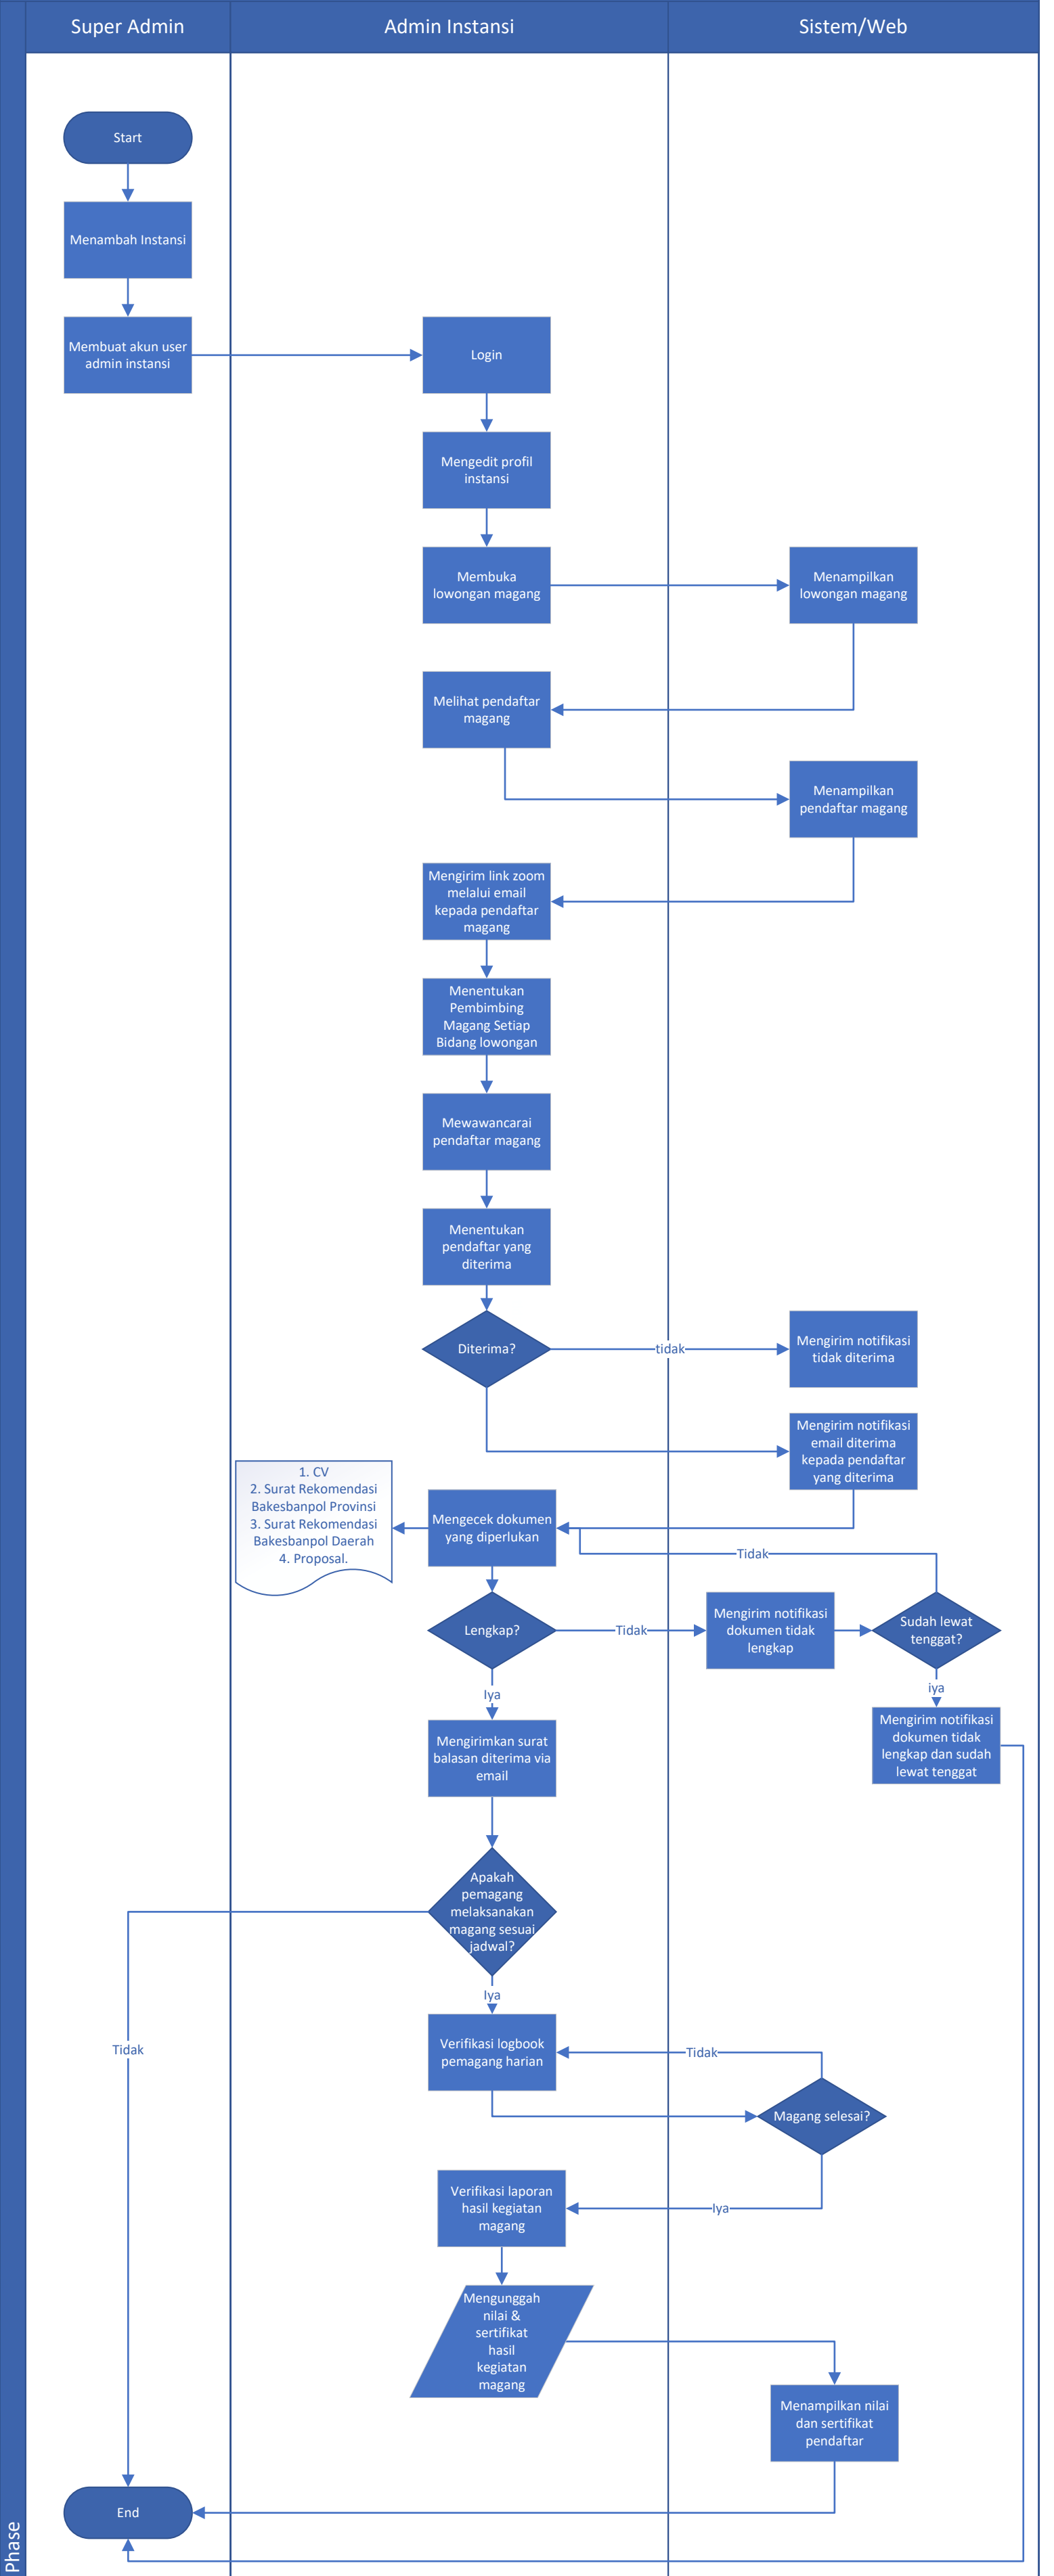 Super Admin
Admin Instansi
Sistem/Web
Start
Menambah Instansi
Membuat akun user
admin instansi
Login
Mengedit profil
instansi
Membuka
lowongan magang
Menampilkan
lowongan magang
Melihat pendaftar
magang
Menampilkan
pendaftar magang
Mengirim link zoom
melalui email
kepada pendaftar
magang
Menentukan
Pembimbing
Magang Setiap
Bidang lowongan
Mewawancarai
pendaftar magang
Menentukan
pendaftar yang
diterima
Diterima?
tidak
Mengirim notifikasi
tidak diterima
Mengirim notifikasi
email diterima
kepada pendaftar
yang diterima
1. CV
2. Surat Rekomendasi
Bakesbanpol Provinsi
3. Surat Rekomendasi
Bakesbanpol Daerah
4. Proposal.
Mengecek dokumen
yang diperlukan
Tidak
Lengkap?
Tidak
Mengirim notifikasi
dokumen tidak
lengkap
Sudah lewat
tenggat?
Iya
iya
Mengirimkan surat
balasan diterima via
email
Mengirim notifikasi
dokumen tidak
lengkap dan sudah
lewat tenggat
Apakah
pemagang
melaksanakan
magang sesuai
jadwal?
Iya
Tidak
Verifikasi logbook
pemagang harian
Tidak
Magang selesai?
Verifikasi laporan
hasil kegiatan
magang
Iya
Mengunggah
nilai &
sertifikat
hasil
kegiatan
magang
Menampilkan nilai
dan sertifikat
pendaftar
End
Phase